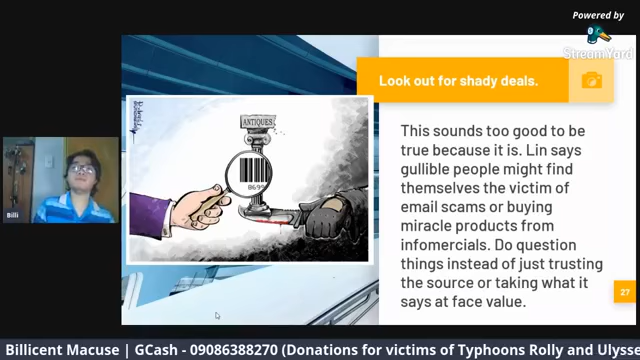 Powered by
StreamYard
Look out for shady deals.
ANTIQUES
8699
This sounds too good to be
true because it is. Lin says
gullible people might find
themselves the victim of
email scams or buying
miracle products from
infomercials. Do question
things instead of just trusting
the source or taking what it
says at face value.
Billi
27
Billicent Macuse | GCash - 09086388270 (Donations for victims of Typhoons Rolly and Ulysse